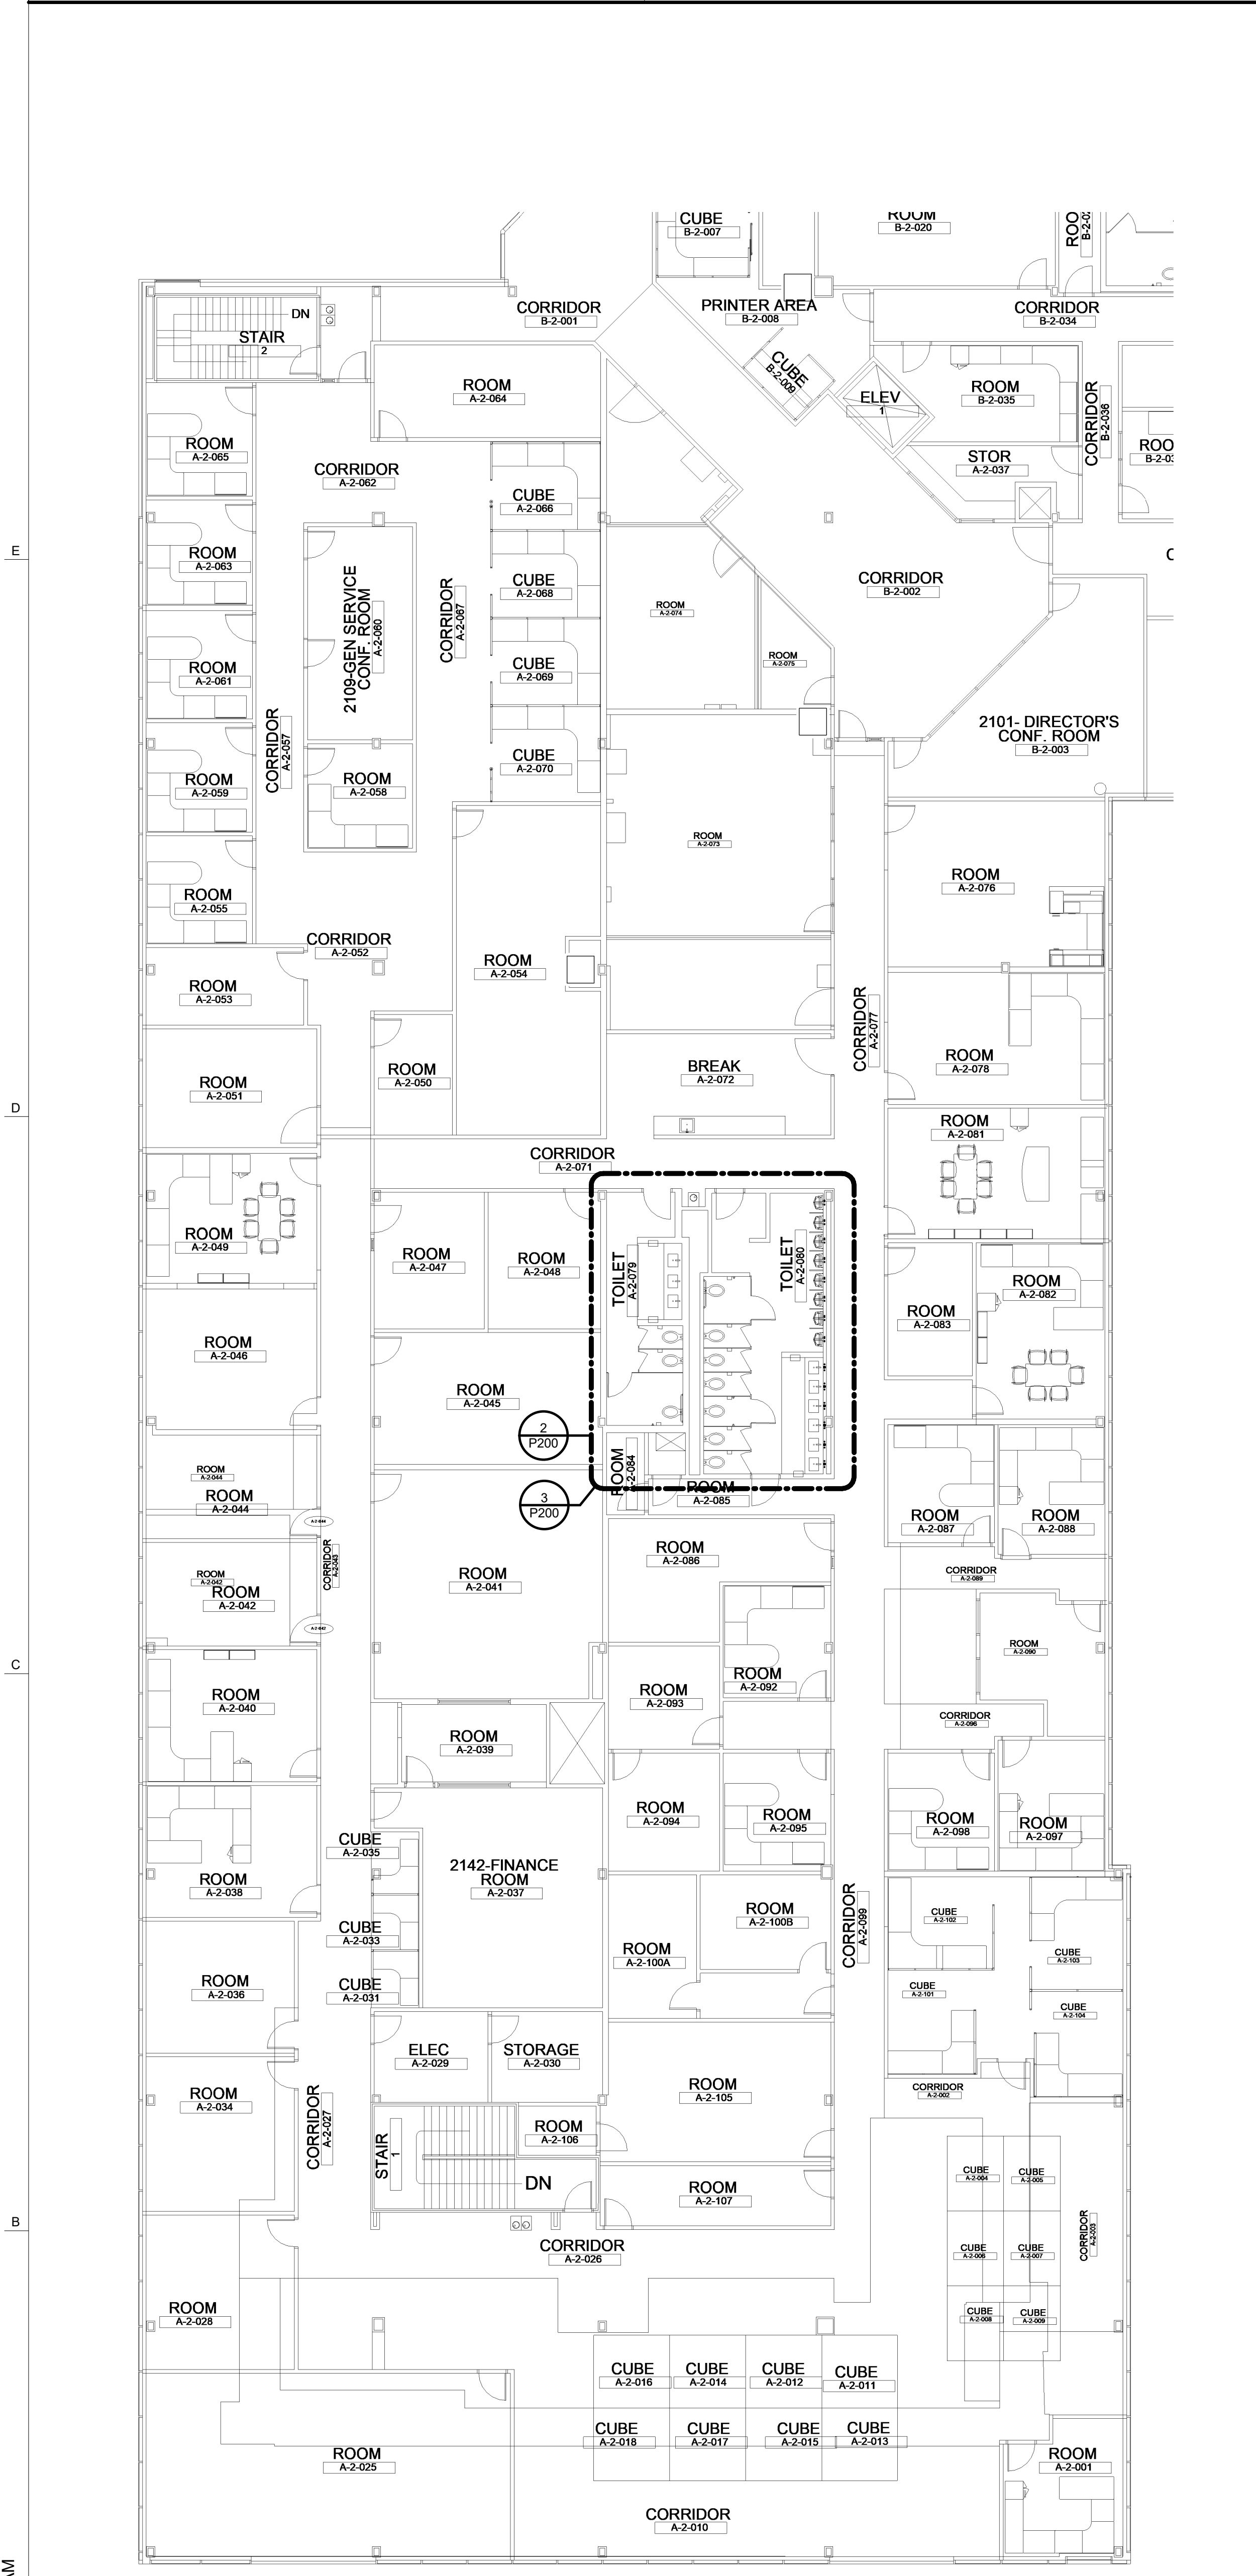 CUBE
B-2-007
ROOM
B-2-020
CORRIDOR
B-2-001
PRINTER AREA
B-2-008
CORRIDOR
B-2-034
DN
STAIR
2
CUBE
B-2-009
ROOM
A-2-064
ELEV
1
ROOM
B-2-035
CORRIDOR
B-2-036
ROOM
A-2-065
CORRIDOR
A-2-062
STOR
A-2-037
CUBE
A-2-066
E
ROOM
A-2-063
2109-GEN SERVICE
CONF. ROOM
A-2-060
CORRIDOR
A-2-067
CUBE
A-2-068
CORRIDOR
B-2-002
ROOM
A-2-074
ROOM
A-2-061
CUBE
A-2-069
ROOM
A-2-075
CORRIDOR
A-2-057
2101- DIRECTOR'S
CONF. ROOM
B-2-003
ROOM
A-2-059
ROOM
A-2-058
CUBE
A-2-070
ROOM
A-2-073
ROOM
A-2-076
ROOM
A-2-055
CORRIDOR
A-2-052
ROOM
A-2-054
ROOM
A-2-053
CORRIDOR
A-2-077
ROOM
A-2-051
ROOM
A-2-050
BREAK
A-2-072
ROOM
A-2-078
D
ROOM
A-2-081
CORRIDOR
A-2-071
ROOM
A-2-049
ROOM
A-2-047
ROOM
A-2-048
TOILET
A-2-079
TOILET
A-2-080
ROOM
A-2-082
ROOM
A-2-083
ROOM
A-2-046
ROOM
A-2-045
2
P200
ROOM
A-2-084
3
P200
ROOM
A-2-085
ROOM
A-2-044
ROOM
A-2-044
A-2-044
ROOM
A-2-087
ROOM
A-2-088
CORRIDOR
A-2-043
ROOM
A-2-086
ROOM
A-2-041
CORRIDOR
A-2-089
ROOM
A-2-042
ROOM
A-2-042
A-2-042
ROOM
A-2-090
C
ROOM
A-2-040
ROOM
A-2-092
ROOM
A-2-093
CORRIDOR
A-2-096
ROOM
A-2-039
ROOM
A-2-094
ROOM
A-2-095
ROOM
A-2-098
ROOM
A-2-097
CUBE
A-2-035
2142-FINANCE
ROOM
A-2-037
ROOM
A-2-038
CUBE
A-2-033
ROOM
A-2-100B
ROOM
A-2-100A
CORRIDOR
A-2-099
CUBE
A-2-102
CUBE
A-2-103
ROOM
A-2-036
CUBE
A-2-031
CUBE
A-2-101
CUBE
A-2-104
ELEC
A-2-029
STORAGE
A-2-030
ROOM
A-2-034
ROOM
A-2-105
CORRIDOR
A-2-002
CORRIDOR
A-2-027
STAIR
1
ROOM
A-2-106
DN
ROOM
A-2-107
CUBE
A-2-004
CUBE
A-2-005
B
CORRIDOR
A-2-003
CORRIDOR
A-2-026
CUBE
A-2-006
CUBE
A-2-007
ROOM
A-2-028
CUBE
A-2-008
CUBE
A-2-009
CUBE
A-2-016
CUBE
A-2-014
CUBE
A-2-012
CUBE
A-2-011
CUBE
A-2-018
CUBE
A-2-017
CUBE
A-2-015
CUBE
A-2-013
ROOM
A-2-025
ROOM
A-2-001
CORRIDOR
A-2-010